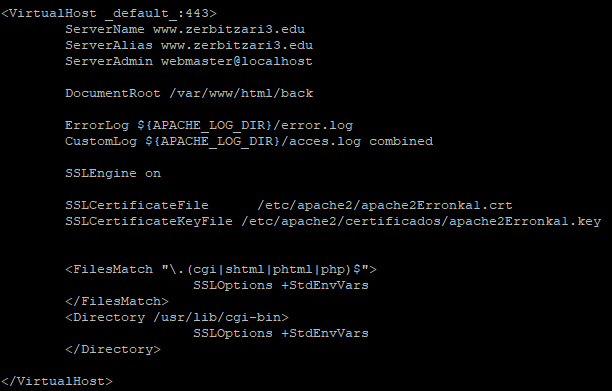 <VirtualHost _default_:443>
ServerName www.zerbitzari3.edu
ServerAlias www.zerbitzari3.edu
ServerAdmin webmaster@localhost
DocumentRoot /var/www/html/back
ErrorLog ${APACHE_LOG_DIR}/error.log
CustomLog ${APACHE_LOG_DIR}/acces.log combined
SSLEngine on
SSLCertificateFile /etc/apache2/apache2Erronka1.crt
SSLCertificateKeyFile /etc/apache2/certificados/apache2Erronka1.key
<FilesMatch "\.(cgi|shtml|phtml|php)$">
SSLOptions +StdEnvVars
</FilesMatch>
<Directory /usr/lib/cgi-bin>
SSLOptions +StdEnvVars
</Directory>
</VirtualHost>